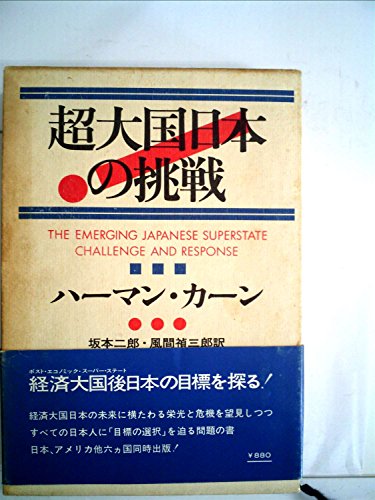 超大国日本
の挑戦
THE EMERGING JAPANESE SUPERSTATE
CHALLENGE AND RESPONSE
ハーマン・カーン
坂本二郎・風間禎三郎訳
ポスト・エコノミック・スーパー・ステート
経済大国後日本の目標を探る!
経済大国日本の未来に横たわる栄光と危機を望見しつつ
すべての日本人に「目標の選択」を迫る問題の書
日本、アメリカ他六ヵ国同時出版!
¥880